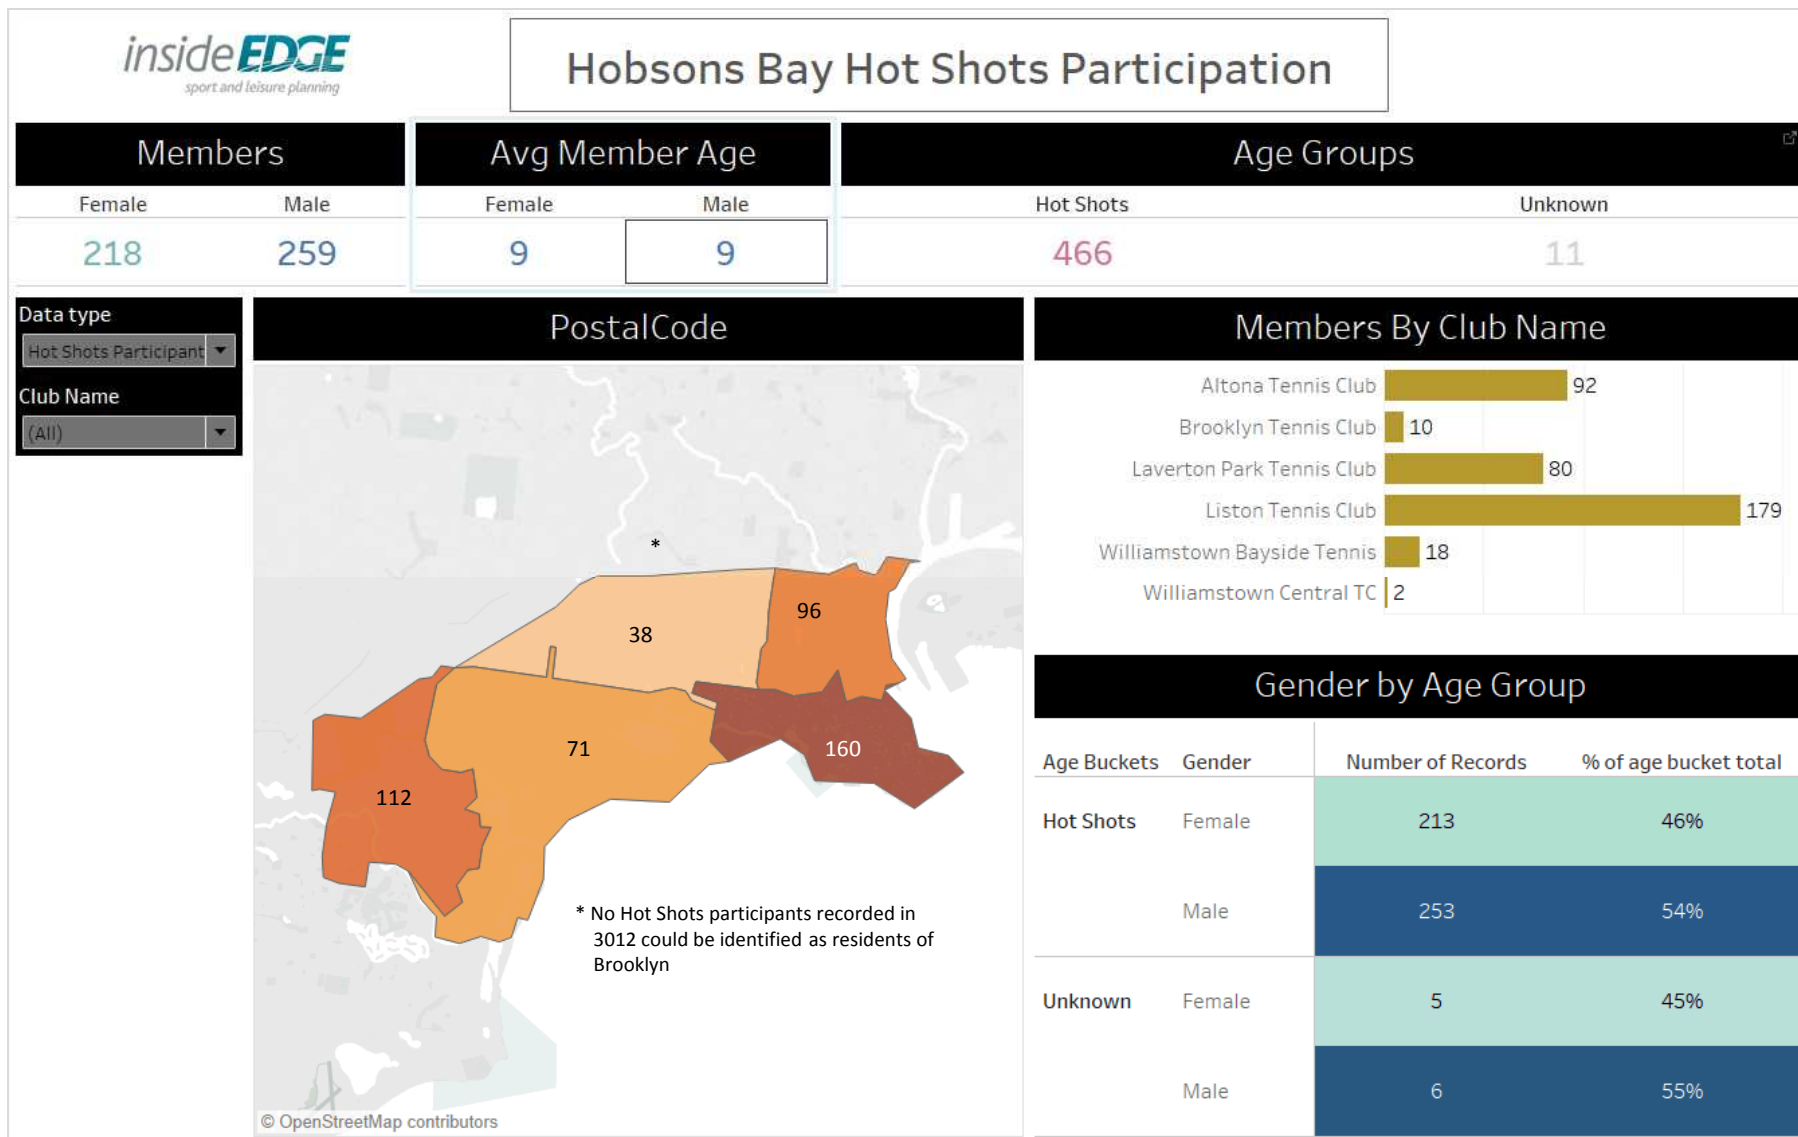 inside EDGE
sport and leisure planning
Hobsons Bay Hot Shots Participation
Members
Female Male
218 259
Avg Member Age
Female Male
9 9
Age Groups
Hot Shots Unknown
466 11
Data type
Hot Shots Participant
Club Name
(All)
PostalCode
*
96
38
71
160
112
* No Hot Shots participants recorded in
3012 could be identified as residents of
Brooklyn
© OpenStreetMap contributors
Members By Club Name
Altona Tennis Club 92
Brooklyn Tennis Club 10
Laverton Park Tennis Club 80
Liston Tennis Club 179
Williamstown Bayside Tennis 18
Williamstown Central TC 2
Gender by Age Group
Age Buckets Gender Number of Records % of age bucket total
Hot Shots Female 213 46%
Male 253 54%
Unknown Female 5 45%
Male 6 55%